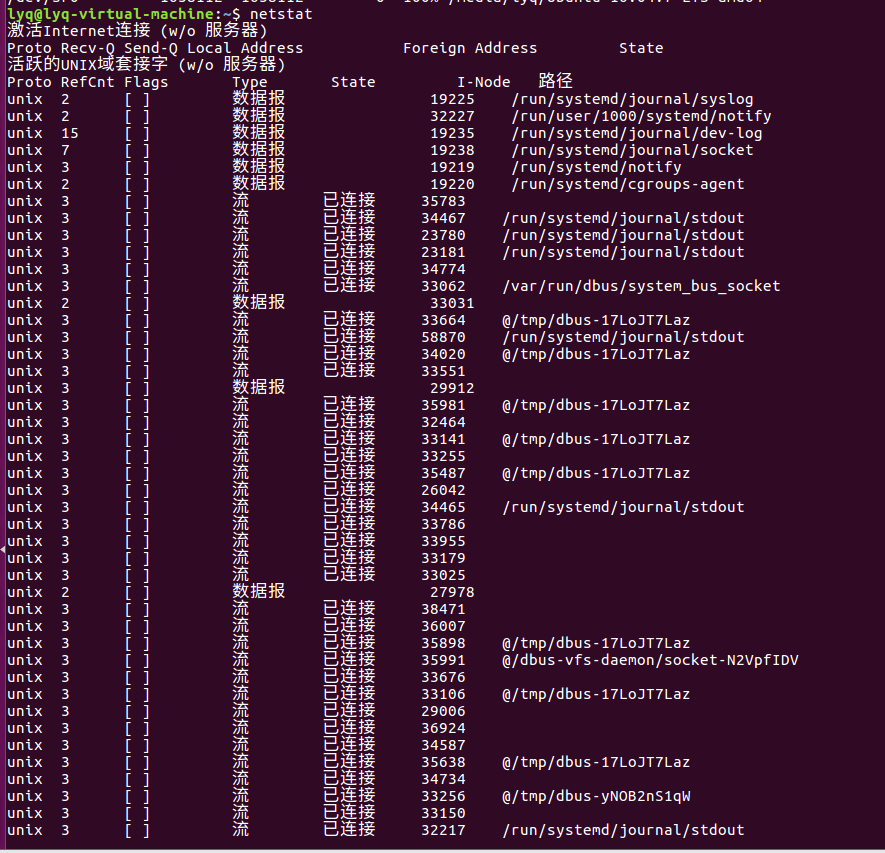 lyq@lyq-virtual-machine:~$ netstat
激活Internet连接 (w/o 服务器)
Proto Recv-Q Send-Q Local Address Foreign Address State
活跃的UNIX域套接字 (w/o 服务器)
Proto RefCnt Flags Type State I-Node 路径
unix 2 [ ] 数据报 19225 /run/systemd/journal/syslog
unix 2 [ ] 数据报 32227 /run/user/1000/systemd/notify
unix 15 [ ] 数据报 19235 /run/systemd/journal/dev-log
unix 7 [ ] 数据报 19238 /run/systemd/journal/socket
unix 3 [ ] 数据报 19219 /run/systemd/notify
unix 2 [ ] 数据报 19220 /run/systemd/cgroups-agent
unix 3 [ ] 流 已连接 35783
unix 3 [ ] 流 已连接 34467 /run/systemd/journal/stdout
unix 3 [ ] 流 已连接 23780 /run/systemd/journal/stdout
unix 3 [ ] 流 已连接 23181 /run/systemd/journal/stdout
unix 3 [ ] 流 已连接 34774
unix 3 [ ] 流 已连接 33062 /var/run/dbus/system_bus_socket
unix 2 [ ] 数据报 33031
unix 3 [ ] 流 已连接 33664 @/tmp/dbus-17LoJT7Laz
unix 3 [ ] 流 已连接 58870 /run/systemd/journal/stdout
unix 3 [ ] 流 已连接 34020 @/tmp/dbus-17LoJT7Laz
unix 3 [ ] 流 已连接 33551
unix 3 [ ] 数据报 29912
unix 3 [ ] 流 已连接 35981 @/tmp/dbus-17LoJT7Laz
unix 3 [ ] 流 已连接 32464
unix 3 [ ] 流 已连接 33141 @/tmp/dbus-17LoJT7Laz
unix 3 [ ] 流 已连接 33255
unix 3 [ ] 流 已连接 35487 @/tmp/dbus-17LoJT7Laz
unix 3 [ ] 流 已连接 26042
unix 3 [ ] 流 已连接 34465 /run/systemd/journal/stdout
unix 3 [ ] 流 已连接 33786
unix 3 [ ] 流 已连接 33955
unix 3 [ ] 流 已连接 33179
unix 3 [ ] 流 已连接 33025
unix 2 [ ] 数据报 27978
unix 3 [ ] 流 已连接 38471
unix 3 [ ] 流 已连接 36007
unix 3 [ ] 流 已连接 35898 @/tmp/dbus-17LoJT7Laz
unix 3 [ ] 流 已连接 35991 @/dbus-vfs-daemon/socket-N2VpfIDV
unix 3 [ ] 流 已连接 33676
unix 3 [ ] 流 已连接 33106 @/tmp/dbus-17LoJT7Laz
unix 3 [ ] 流 已连接 29006
unix 3 [ ] 流 已连接 36924
unix 3 [ ] 流 已连接 34587
unix 3 [ ] 流 已连接 35638 @/tmp/dbus-17LoJT7Laz
unix 3 [ ] 流 已连接 34734
unix 3 [ ] 流 已连接 33256 @/tmp/dbus-yNOB2nS1qW
unix 3 [ ] 流 已连接 33150
unix 3 [ ] 流 已连接 32217 /run/systemd/journal/stdout